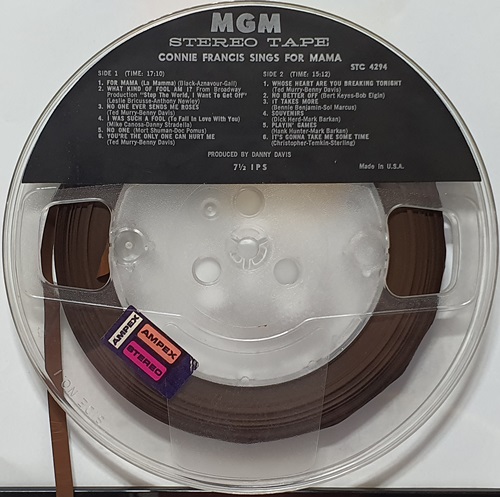 MGM
STEREO TAPE
CONNIE FRANCIS SINGS FOR MAMA
STC 4294
SIDE 1 (TIME: 17:10)
1. FOR MAMA (La Mamma) (Black-Aznavour-Gall)
2. WHAT KIND OF FOOL AM I? From Broadway
Production "Stop The World, I Want To Get Off"
(Leslie Bricusse-Anthony Newley)
3. NO ONE EVER SENDS ME ROSES
(Ted Murry-Benny Davis)
4. I WAS SUCH A FOOL (To Fall In Love With You)
(Mike Canosa-Donny Stradella)
5. NO ONE (Mort Shuman-Doc Pomus)
6. YOU'RE THE ONLY ONE CAN HURT ME
(Ted Murry-Benny Davis)
SIDE 2 (TIME: 15:12)
1. WHOSE HEART ARE YOU BREAKING TONIGHT
(Ted Murry-Benny Davis)
2. NO BETTER OFF (Bert Keyes-Bob Elgin)
3. IT TAKES MORE
(Bennie Benjamin-Sol Marcus)
4. SOUVENIRS
(Dick Herd-Mark Barkan)
5. PLAYIN' GAMES
(Hank Hunter-Mark Barkan)
6. IT'S GONNA TAKE ME SOME TIME
(Christopher-Temkin-Sterling)
PRODUCED BY DANNY DAVIS
7½ IPS
Made in U.S.A.
AMPEX
AMPEX
STEREO
SIDE NO. 1